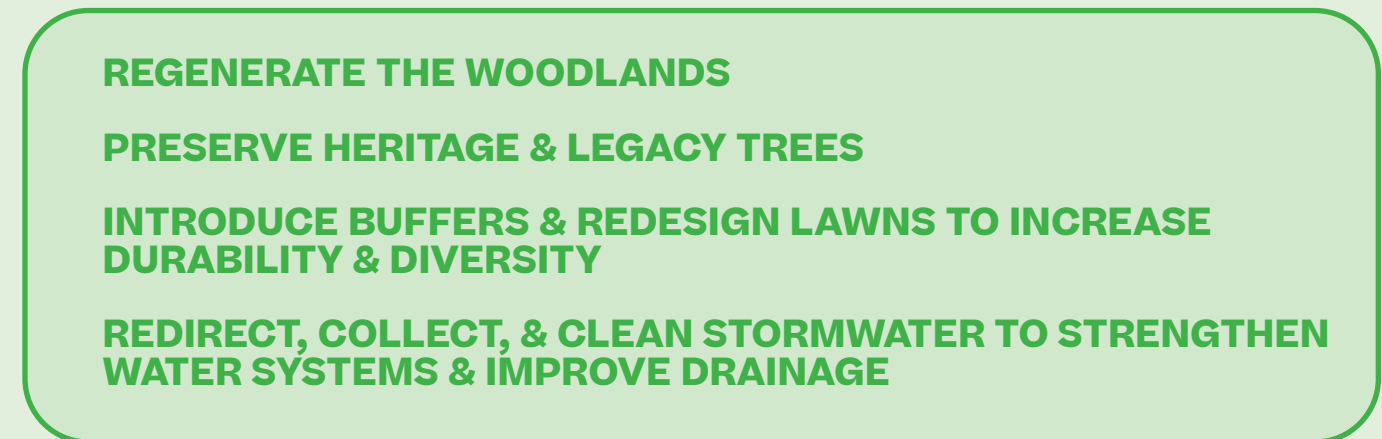 REGENERATE THE WOODLANDS
PRESERVE HERITAGE & LEGACY TREES
INTRODUCE BUFFERS & REDESIGN LAWNS TO INCREASE
DURABILITY & DIVERSITY
REDIRECT, COLLECT, & CLEAN STORMWATER TO STRENGTHEN
WATER SYSTEMS & IMPROVE DRAINAGE